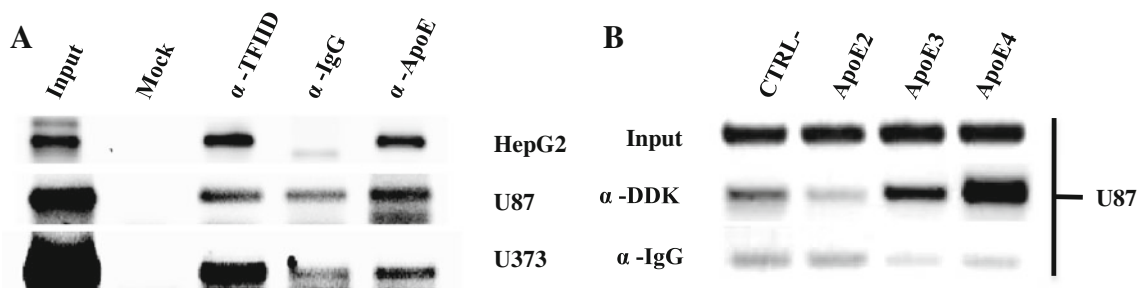 A
Input Mock α-TFIID α-IgG α-ApoE
HepG2
U87
U373
B
CTRL- ApoE2 ApoE3 ApoE4
Input
α-DDK
α-IgG
U87